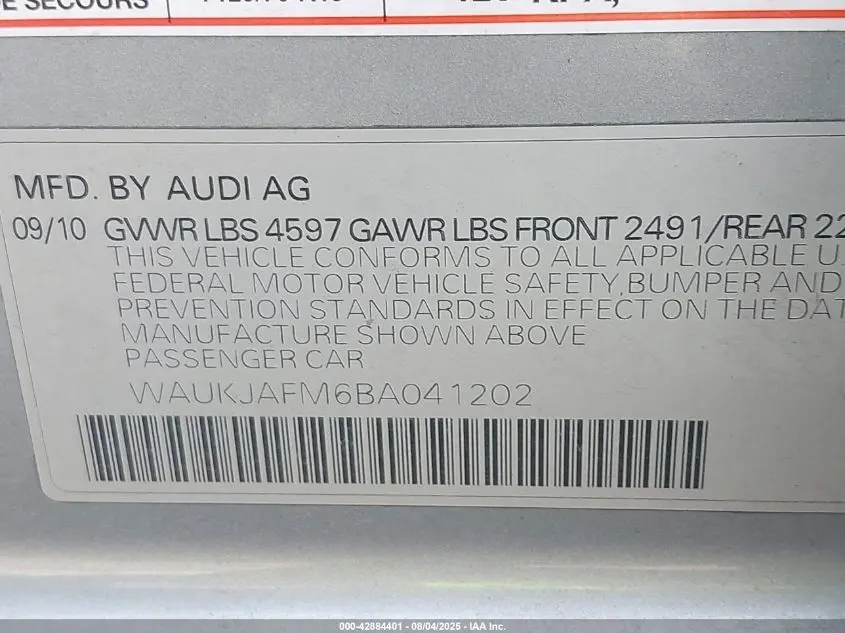 DE SECOURS
MFD. BY AUDI AG
09/10 GVWR LBS 4597 GAWR LBS FRONT 2491/REAR 22
THIS VEHICLE CONFORMS TO ALL APPLICABLE U.
FEDERAL MOTOR VEHICLE SAFETY, BUMPER AND
PREVENTION STANDARDS IN EFFECT ON THE DAT
MANUFACTURE SHOWN ABOVE
PASSENGER CAR
WAUKJAFM6BA041202
000-42884401 - 08/04/2025 - IAA Inc.